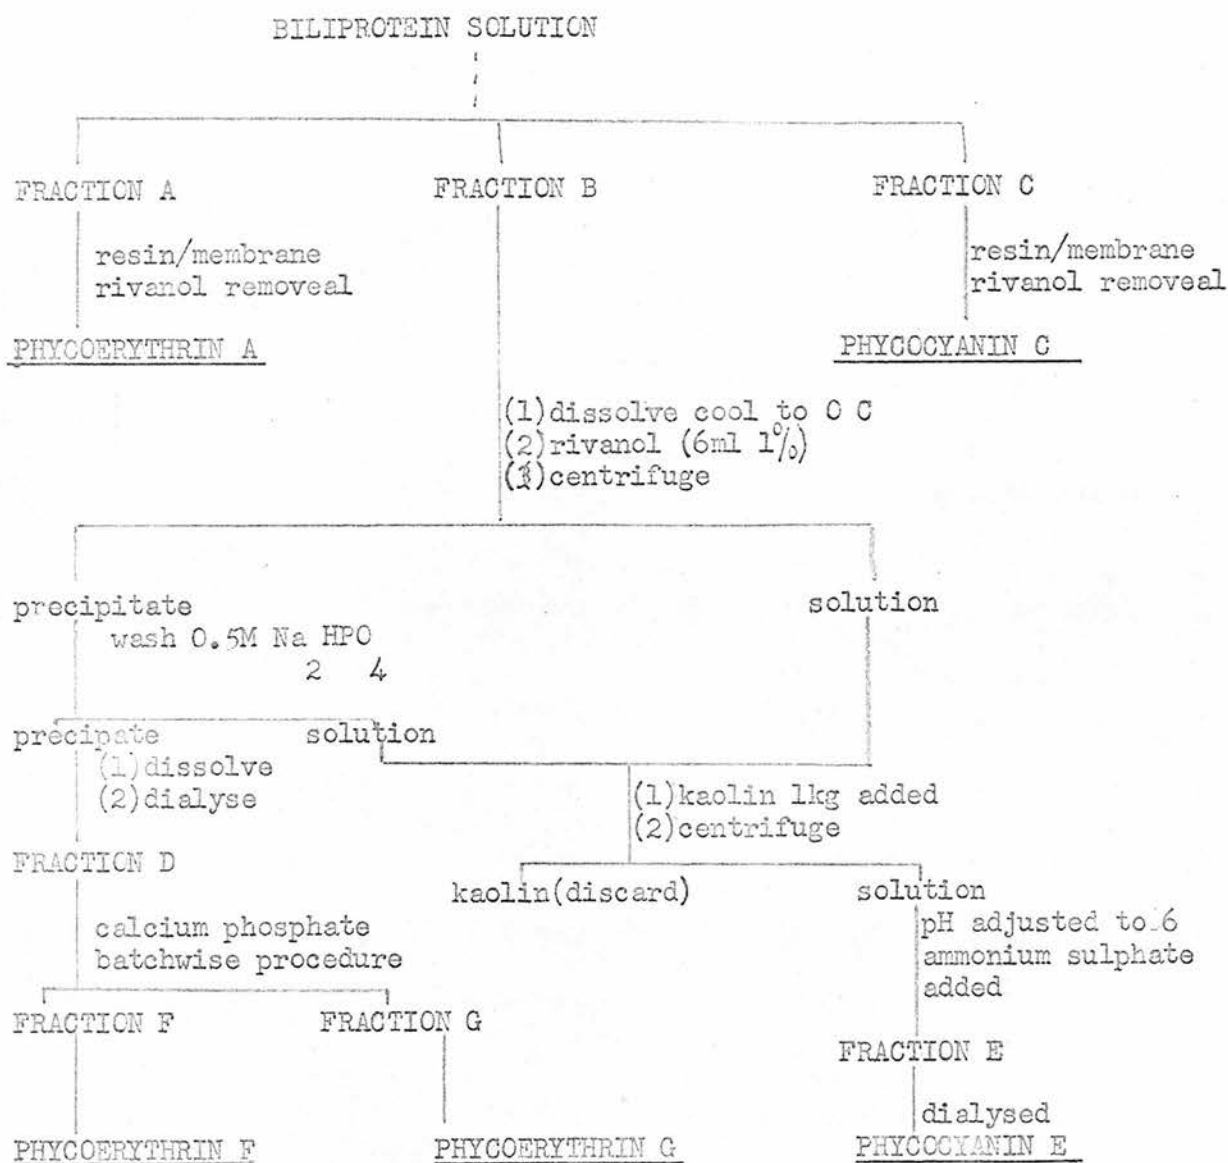 BILIPROTEIN SOLUTION
FRACTION A FRACTION B FRACTION C
resin/membrane
rivanol removeal
resin/membrane
rivanol removeal
PHYCOERYTHRIN A PHYCOCYANIN C
(1)dissolve cool to 0 C
(2)rivanol (6ml 1%)
(3)centrifuge
precipitate
wash 0.5M Na HPO
2 4
solution
precipate solution
(1)dissolve
(2)dialyse
(1)kaolin 1kg added
(2)centrifuge
FRACTION D
kaolin(discard) solution
calcium phosphate
batchwise procedure
pH adjusted to 6
ammonium sulphate
added
FRACTION F FRACTION G
FRACTION E
dialysed
PHYCOERYTHRIN F PHYCOERYTHRIN G PHYCOCYANIN E